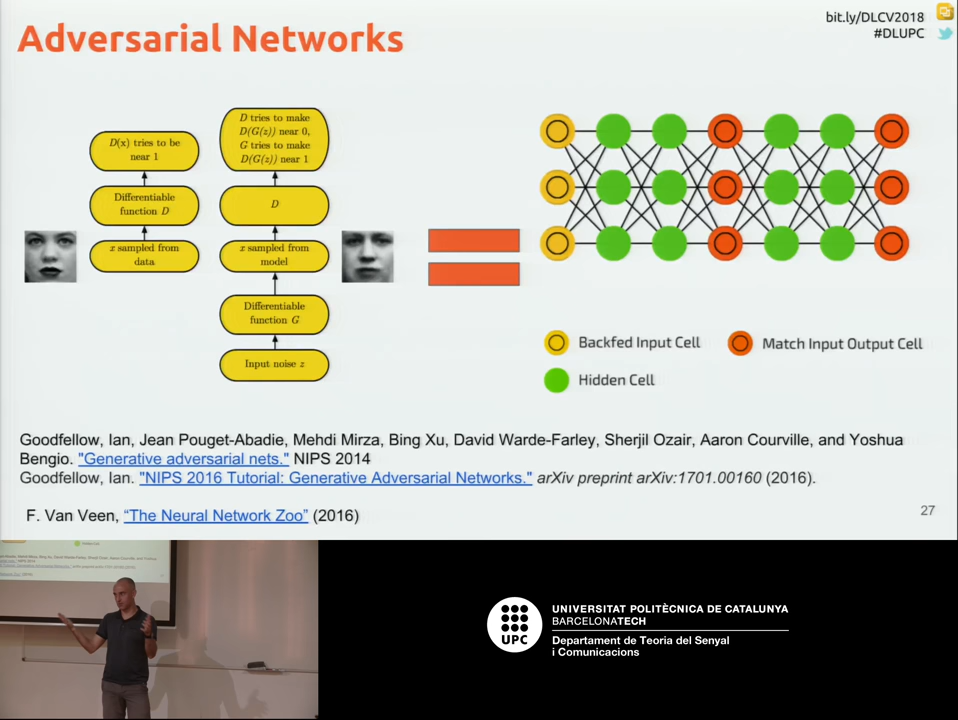 Adversarial Networks
bit.ly/DLCV2018
#DLUPC
D(x) tries to be
near 1
Differentiable
function D
x sampled from
data
D tries to make
D(G(z)) near 0,
G tries to make
D(G(z)) near 1
D
x sampled from
model
Differentiable
function G
Input noise z
Backfed Input Cell
Match Input Output Cell
Hidden Cell
Goodfellow, Ian, Jean Pouget-Abadie, Mehdi Mirza, Bing Xu, David Warde-Farley, Sherjil Ozair, Aaron Courville, and Yoshua
Bengio. "Generative adversarial nets." NIPS 2014
Goodfellow, Ian. "NIPS 2016 Tutorial: Generative Adversarial Networks." arXiv preprint arXiv:1701.00160 (2016).
F. Van Veen, “The Neural Network Zoo” (2016)
27
UPC
UNIVERSITAT POLITÈCNICA DE CATALUNYA
BARCELONATECH
Departament de Teoria del Senyal
i Comunicacions